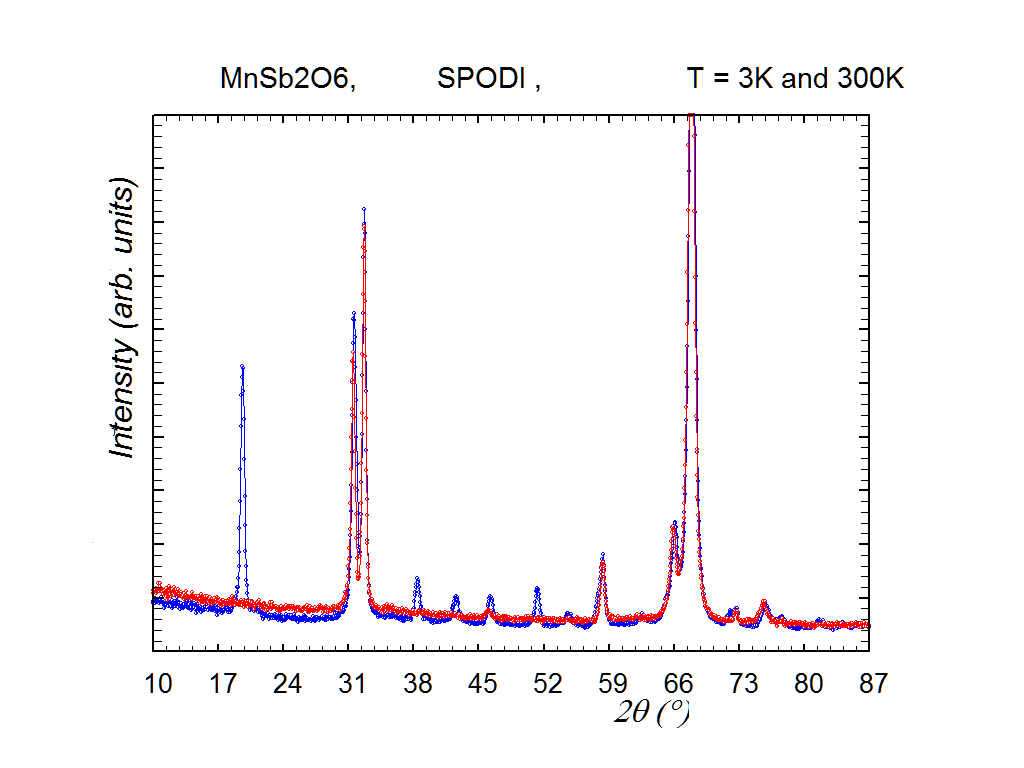 MnSb2O6, SPODI , T = 3K and 300K
Intensity (arb. units)
10 17 24 31 38 45 52 59 66 73 80 87
2θ (°)